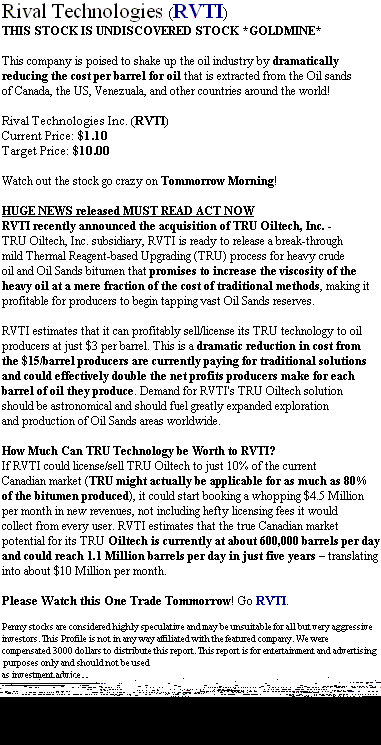 Rival Technologies (RVTI)
THIS STOCK IS UNDISCOVERED STOCK *GOLDMINE*
This company is poised to shake up the oil industry by dramatically
reducing the cost per barrel for oil that is extracted from the Oil sands
of Canada, the US, Venezuala, and other countries around the world!
Rival Technologies Inc. (RVTI)
Current Price: $1.10
Target Price: $10.00
Watch out the stock go crazy on Tommorrow Morning!
HUGE NEWS released MUST READ ACT NOW
RVTI recently announced the acquisition of TRU Oiltech, Inc. -
TRU Oiltech, Inc. subsidiary, RVTI is ready to release a break-through
mild Thermal Reagent-based Upgrading (TRU) process for heavy crude
oil and Oil Sands bitumen that promises to increase the viscosity of the
heavy oil at a mere fraction of the cost of traditional methods, making it
profitable for producers to begin tapping vast Oil Sands reserves.
RVTI estimates that it can profitably sell/license its TRU technology to oil
producers at just $3 per barrel. This is a dramatic reduction in cost from
the $15/barrel producers are currently paying for traditional solutions
and could effectively double the net profits producers make for each
barrel of oil they produce. Demand for RVTI's TRU Oiltech solution
should be astronomical and should fuel greatly expanded exploration
and production of Oil Sands areas worldwide.
How Much Can TRU Technology be Worth to RVTI?
If RVTI could license/sell TRU Oiltech to just 10% of the current
Canadian market (TRU might actually be applicable for as much as 80%
of the bitumen produced), it could start booking a whopping $4.5 Million
per month in new revenues, not including hefty licensing fees it would
collect from every user. RVTI estimates that the true Canadian market
potential for its TRU Oiltech is currently at about 600,000 barrels per day
and could reach 1.1 Million barrels per day in just five years – translating
into about $10 Million per month.
Please Watch this One Trade Tommorrow! Go RVTI.
Penny stocks are considered highly speculative and may be unsuitable for all but very aggressive
investors. This Profile is not in any way affiliated with the featured company. We were
compensated 3000 dollars to distribute this report. This report is for entertainment and advertising
purposes only and should not be used
as investment advice. .